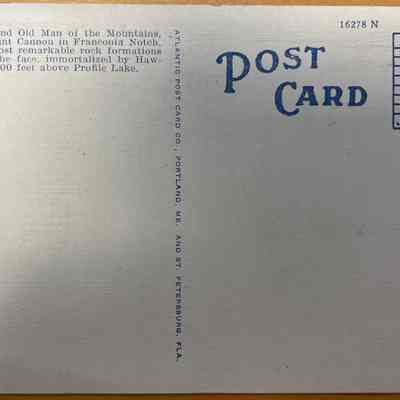 nd Old Man of the Mountains,
nt Cannon in Franconia Notch,
ost remarkable rock formations
he face, immortalized by Haw-
00 feet above Profile Lake.
ATLANTIC POST CARD CO., PORTLAND, ME. AND ST. PETERSBURG, FLA.
16278 N
POST
CARD